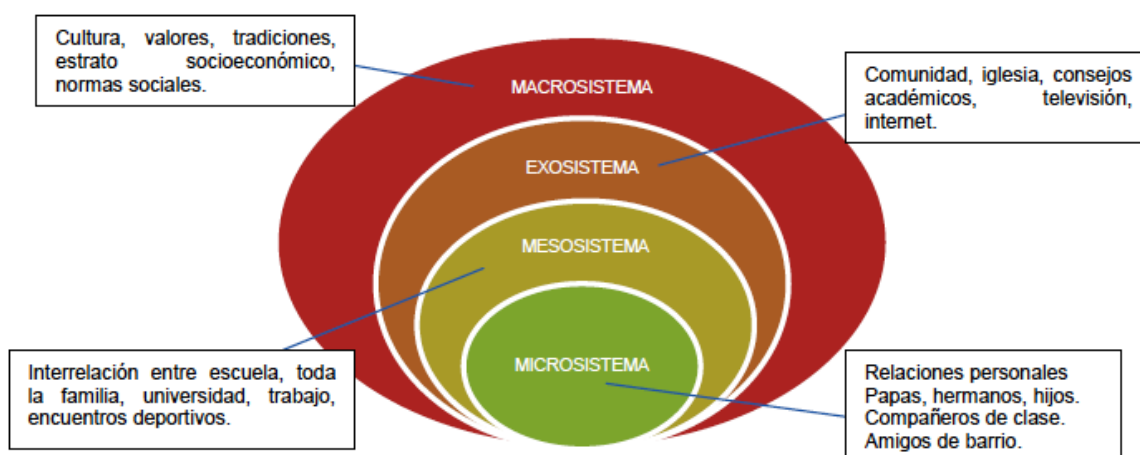 Cultura, valores, tradiciones,
estrato socioeconómico,
normas sociales.
MACROSISTEMA
Comunidad, iglesia, consejos
académicos, televisión,
internet.
EXOSISTEMA
MESOSISTEMA
Interrelación entre escuela, toda
la familia, universidad, trabajo,
encuentros deportivos.
MICROSISTEMA
Relaciones personales
Papas, hermanos, hijos.
Compañeros de clase.
Amigos de barrio.